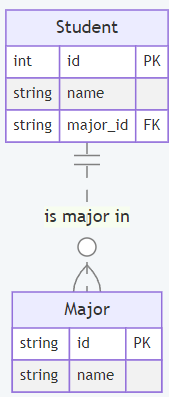 Student
int id PK
string name
string major_id FK
is major in
Major
string id PK
string name